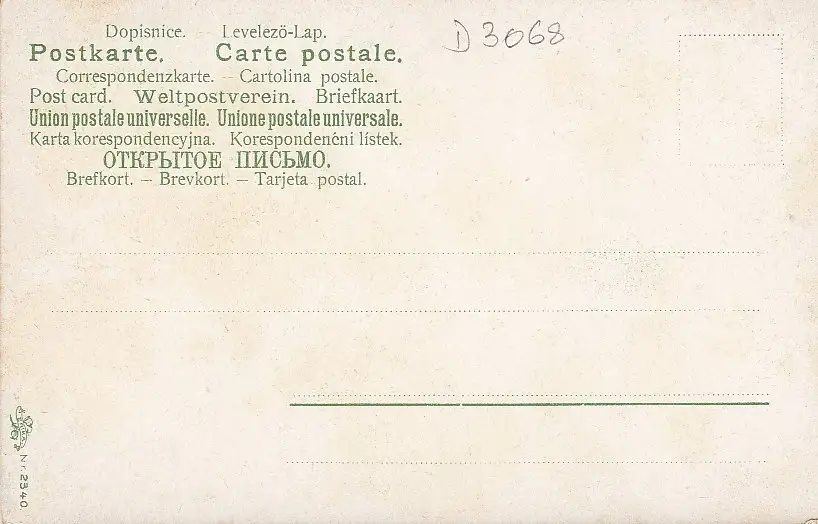 Dopisnice. Levelezö-Lap.
D 3068
Postkarte. Carte postale.
Correspondenzkarte. – Cartolina postale.
Post card. Weltpostverein. Briefkaart.
Union postale universelle. Unione postale universale.
Karta korespondencyjna. Korespondenéni lístek.
ОТКРЫТОЕ ПИСЬМО.
Brefkort. – Brevkort. – Tarjeta postal.
Nr. 2340